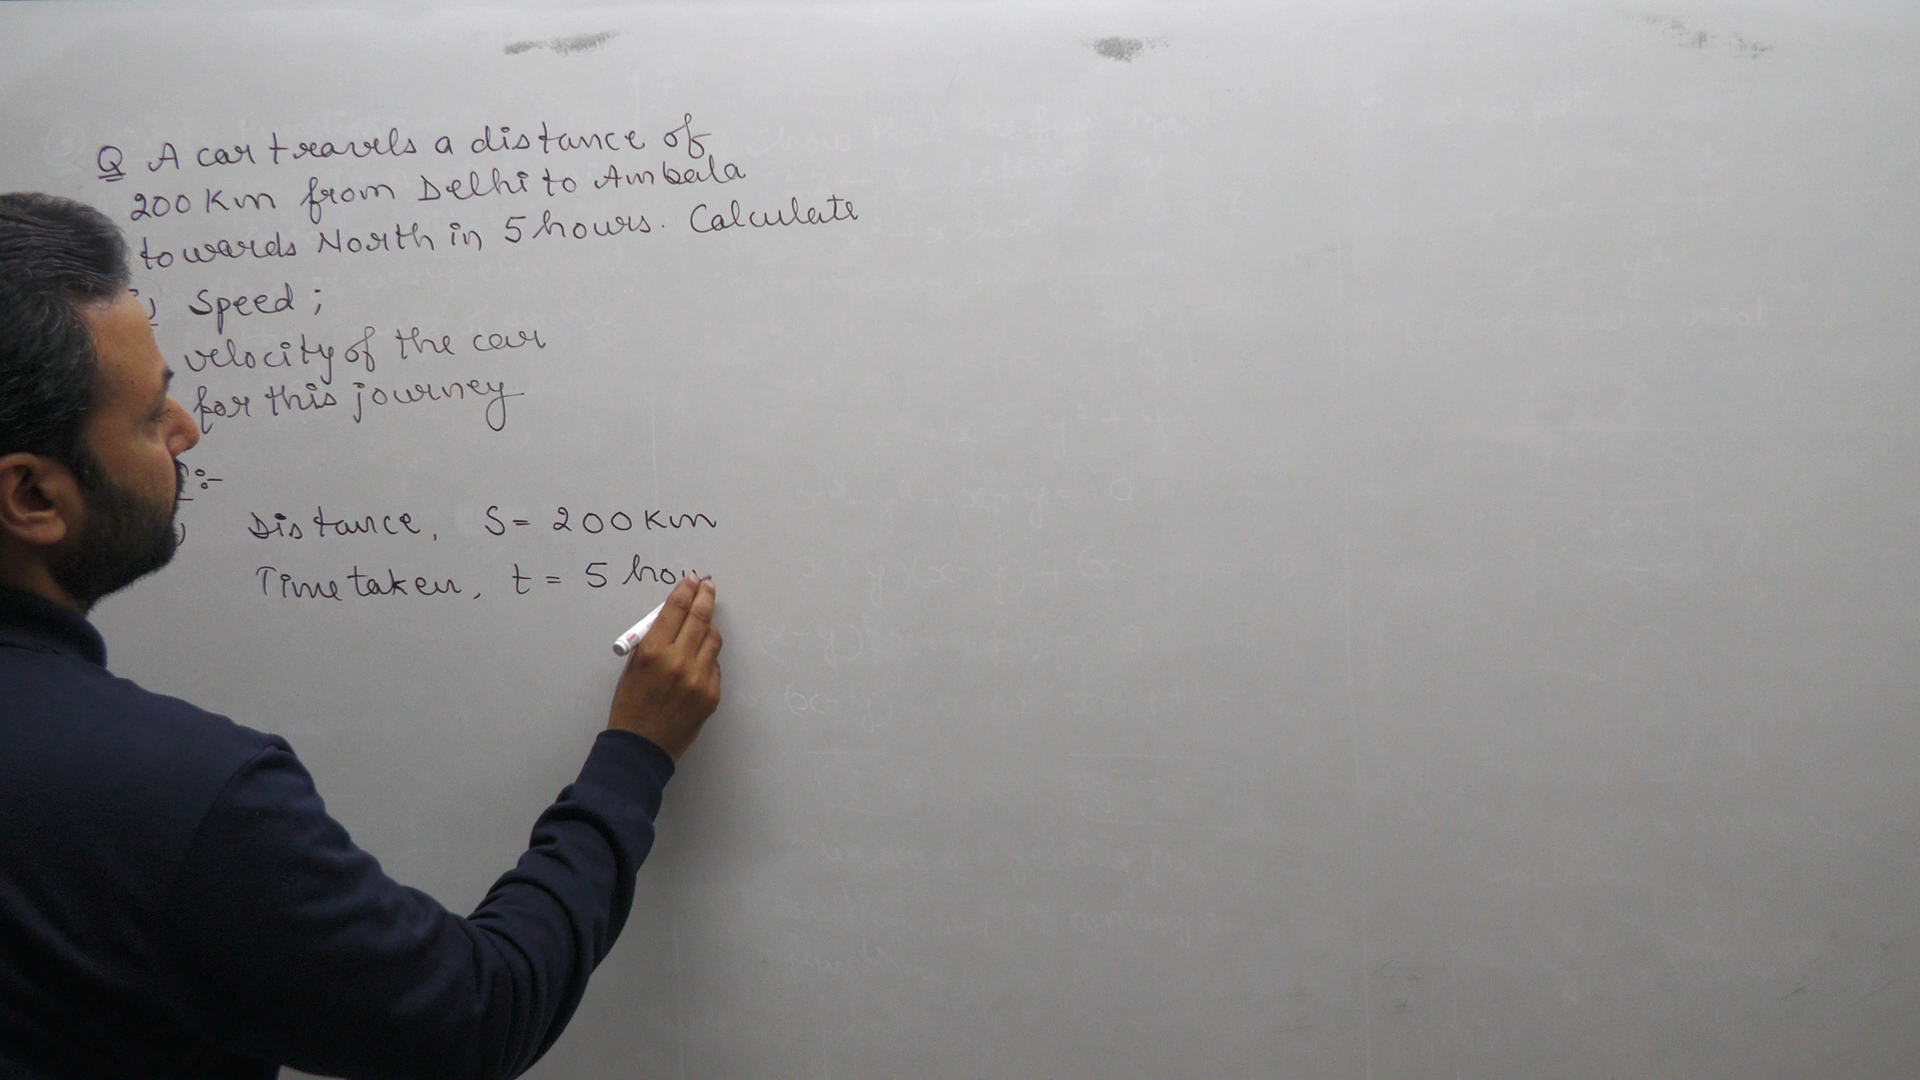 Q A car travels a distance of
200 Km from Delhi to Ambala
towards North in 5 hours. Calculate
Speed ;
velocity of the car
for this journey
:-
Distance, S = 200 Km
Time taken, t = 5 hou